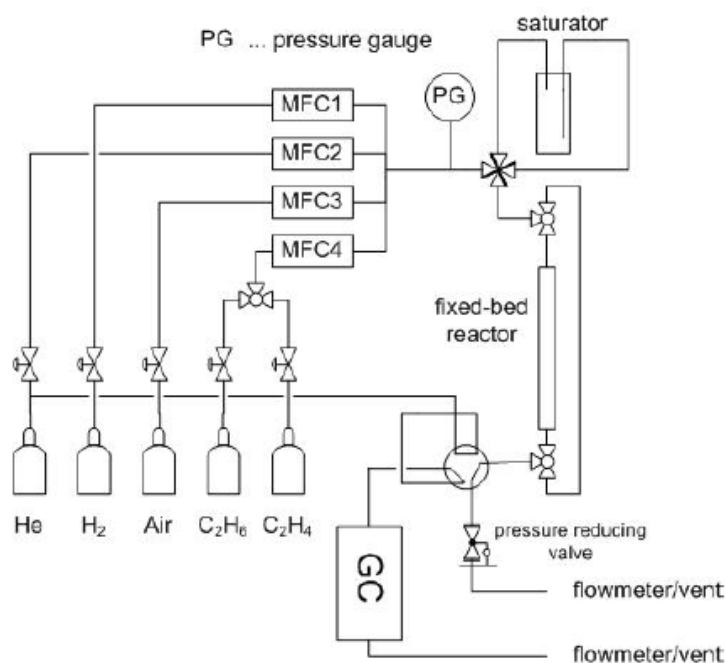 saturator
PG ... pressure gauge
PG
MFC1
MFC2
MFC3
MFC4
fixed-bed
reactor
He H₂ Air C₂H₆ C₂H₄
pressure reducing
valve
GC
flowmeter/vent
flowmeter/vent